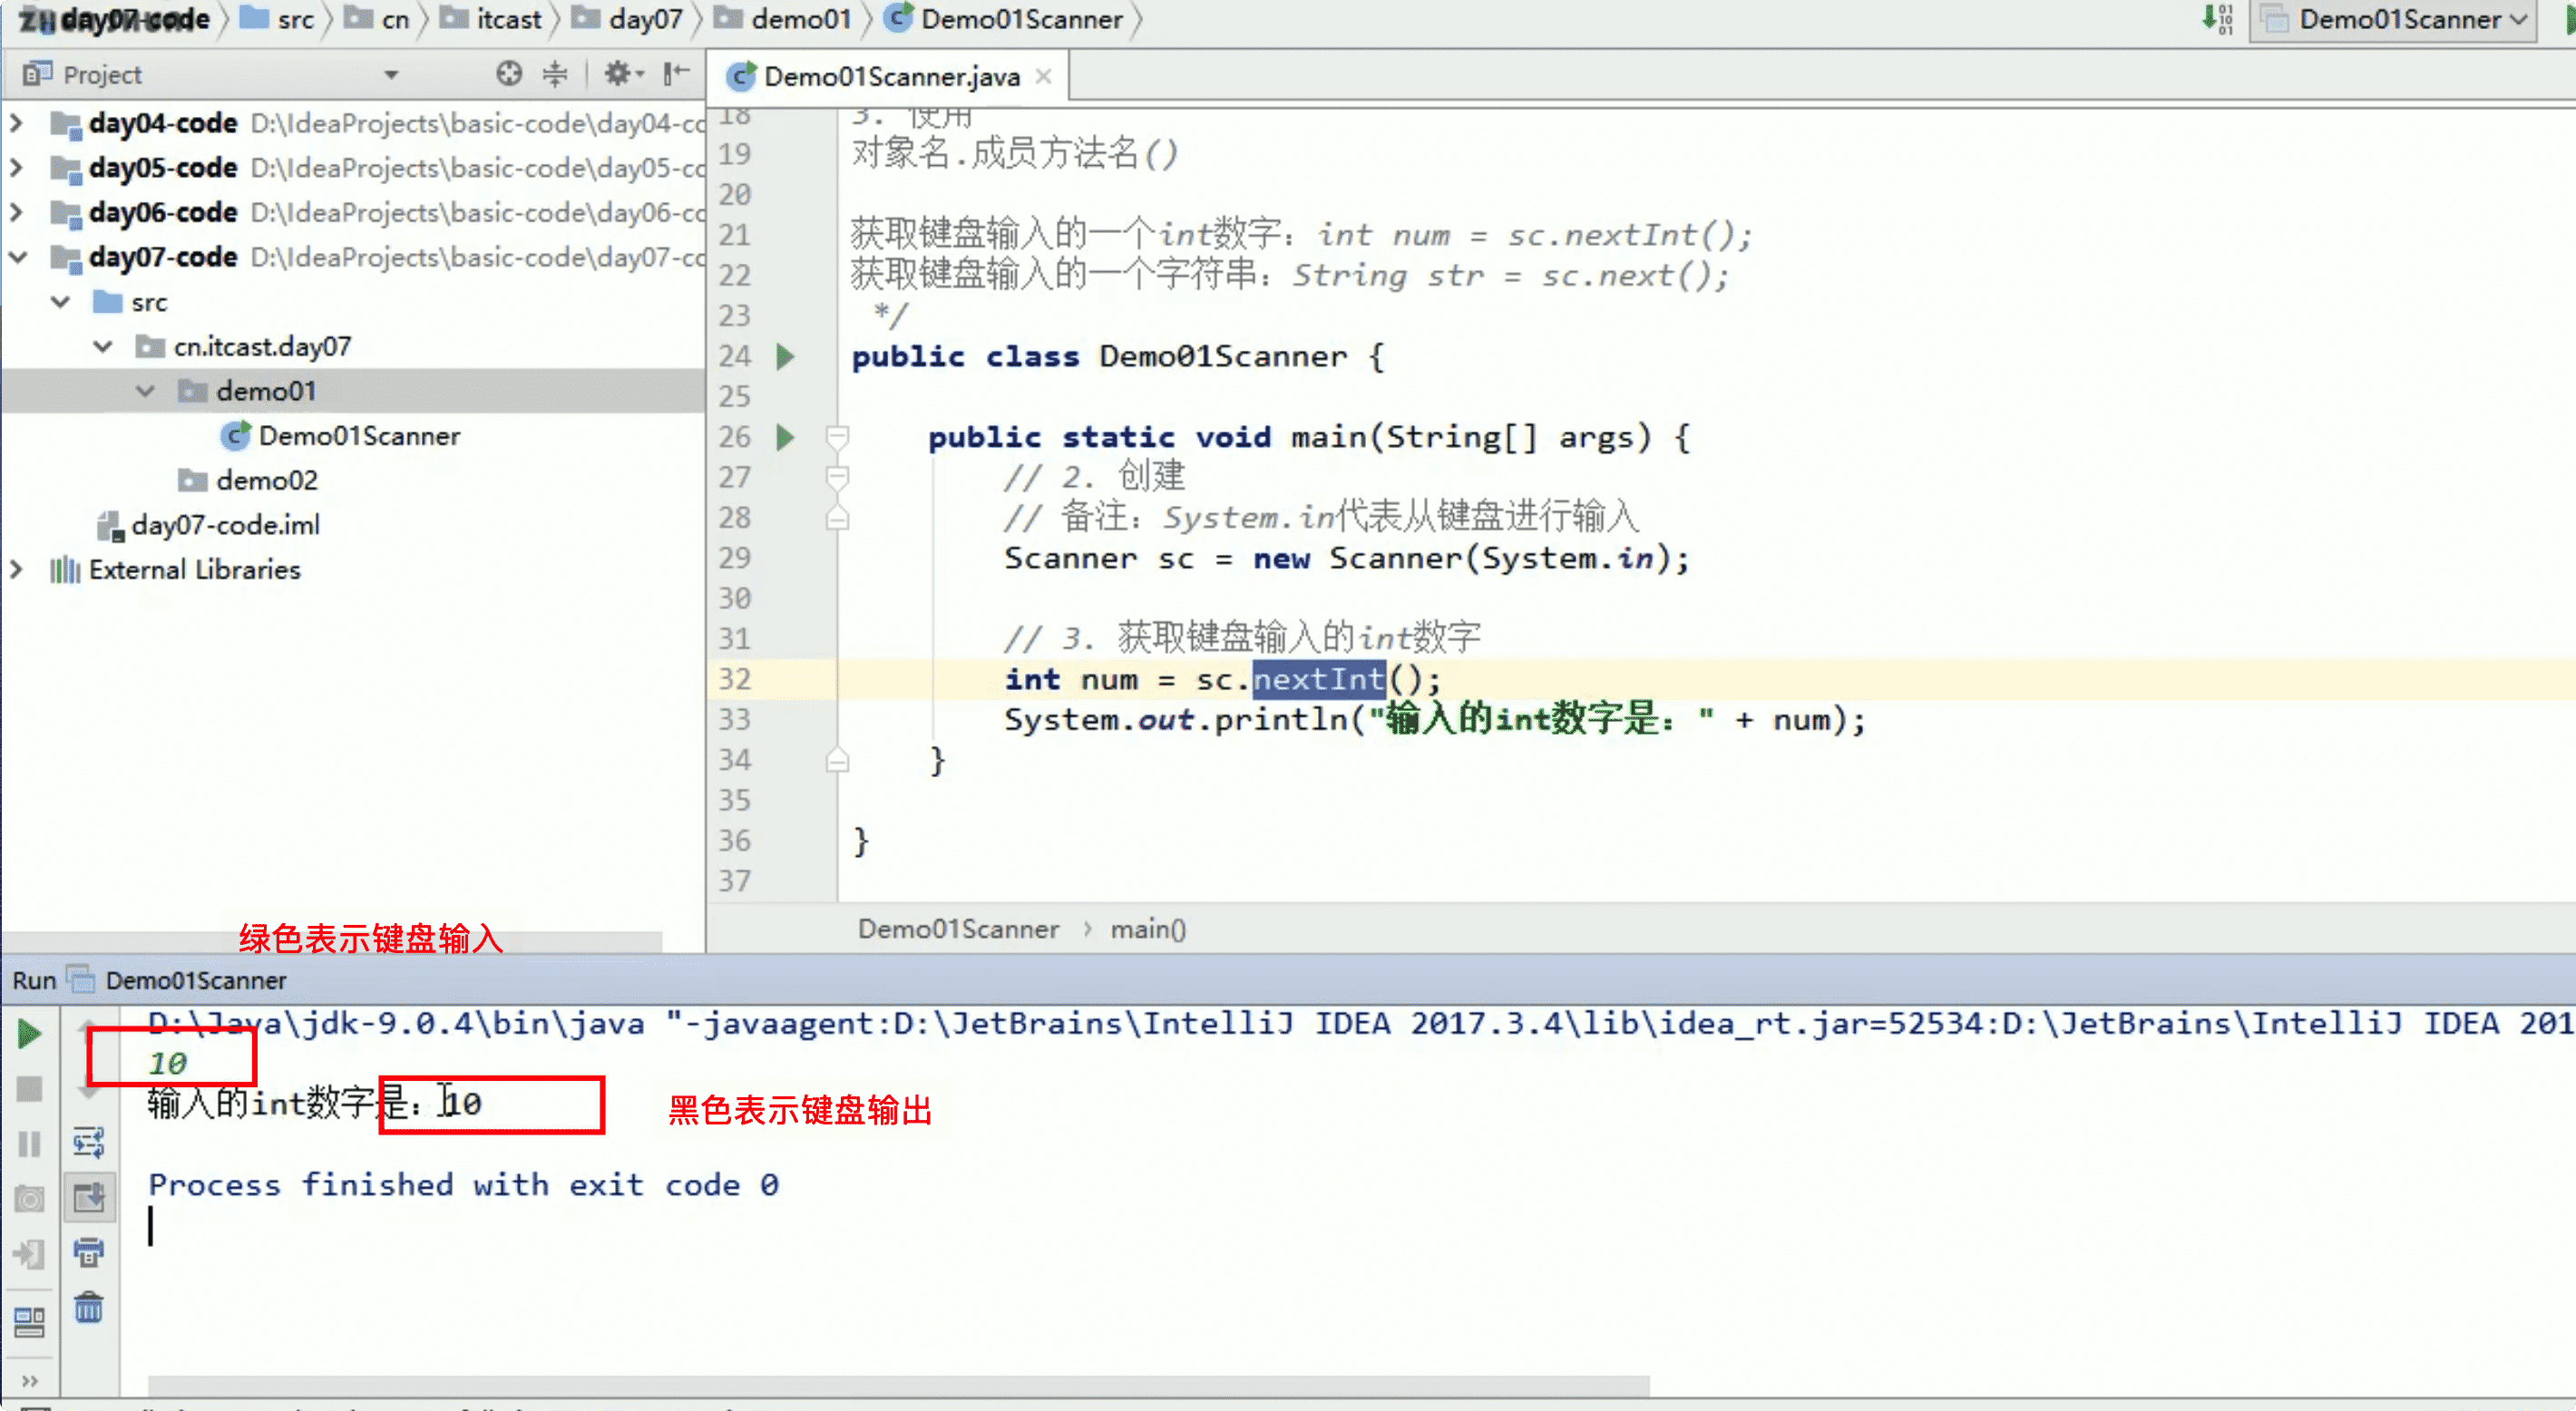 day07-code src cn itcast day07 demo01 Demo01Scanner
Demo01Scanner
Project
Demo01Scanner.java
day04-code D:\IdeaProjects\basic-code\day04-co
day05-code D:\IdeaProjects\basic-code\day05-co
day06-code D:\IdeaProjects\basic-code\day06-co
day07-code D:\IdeaProjects\basic-code\day07-co
src
cn.itcast.day07
demo01
Demo01Scanner
demo02
day07-code.iml
External Libraries
18 3. 使用
19 对象名.成员方法名()
20
21 获取键盘输入的一个int数字：int num = sc.nextInt();
22 获取键盘输入的一个字符串：String str = sc.next();
23 */
24 public class Demo01Scanner {
25
26 public static void main(String[] args) {
27 // 2. 创建
28 // 备注：System.in代表从键盘进行输入
29 Scanner sc = new Scanner(System.in);
30
31 // 3. 获取键盘输入的int数字
32 int num = sc.nextInt();
33 System.out.println("输入的int数字是：" + num);
34 }
35
36 }
37
Demo01Scanner main()
绿色表示键盘输入
Run Demo01Scanner
D:\Java\jdk-9.0.4\bin\java "-javaagent:D:\JetBrains\IntelliJ IDEA 2017.3.4\lib\idea_rt.jar=52534:D:\JetBrains\IntelliJ IDEA 201
10
输入的int数字是：10
黑色表示键盘输出
Process finished with exit code 0